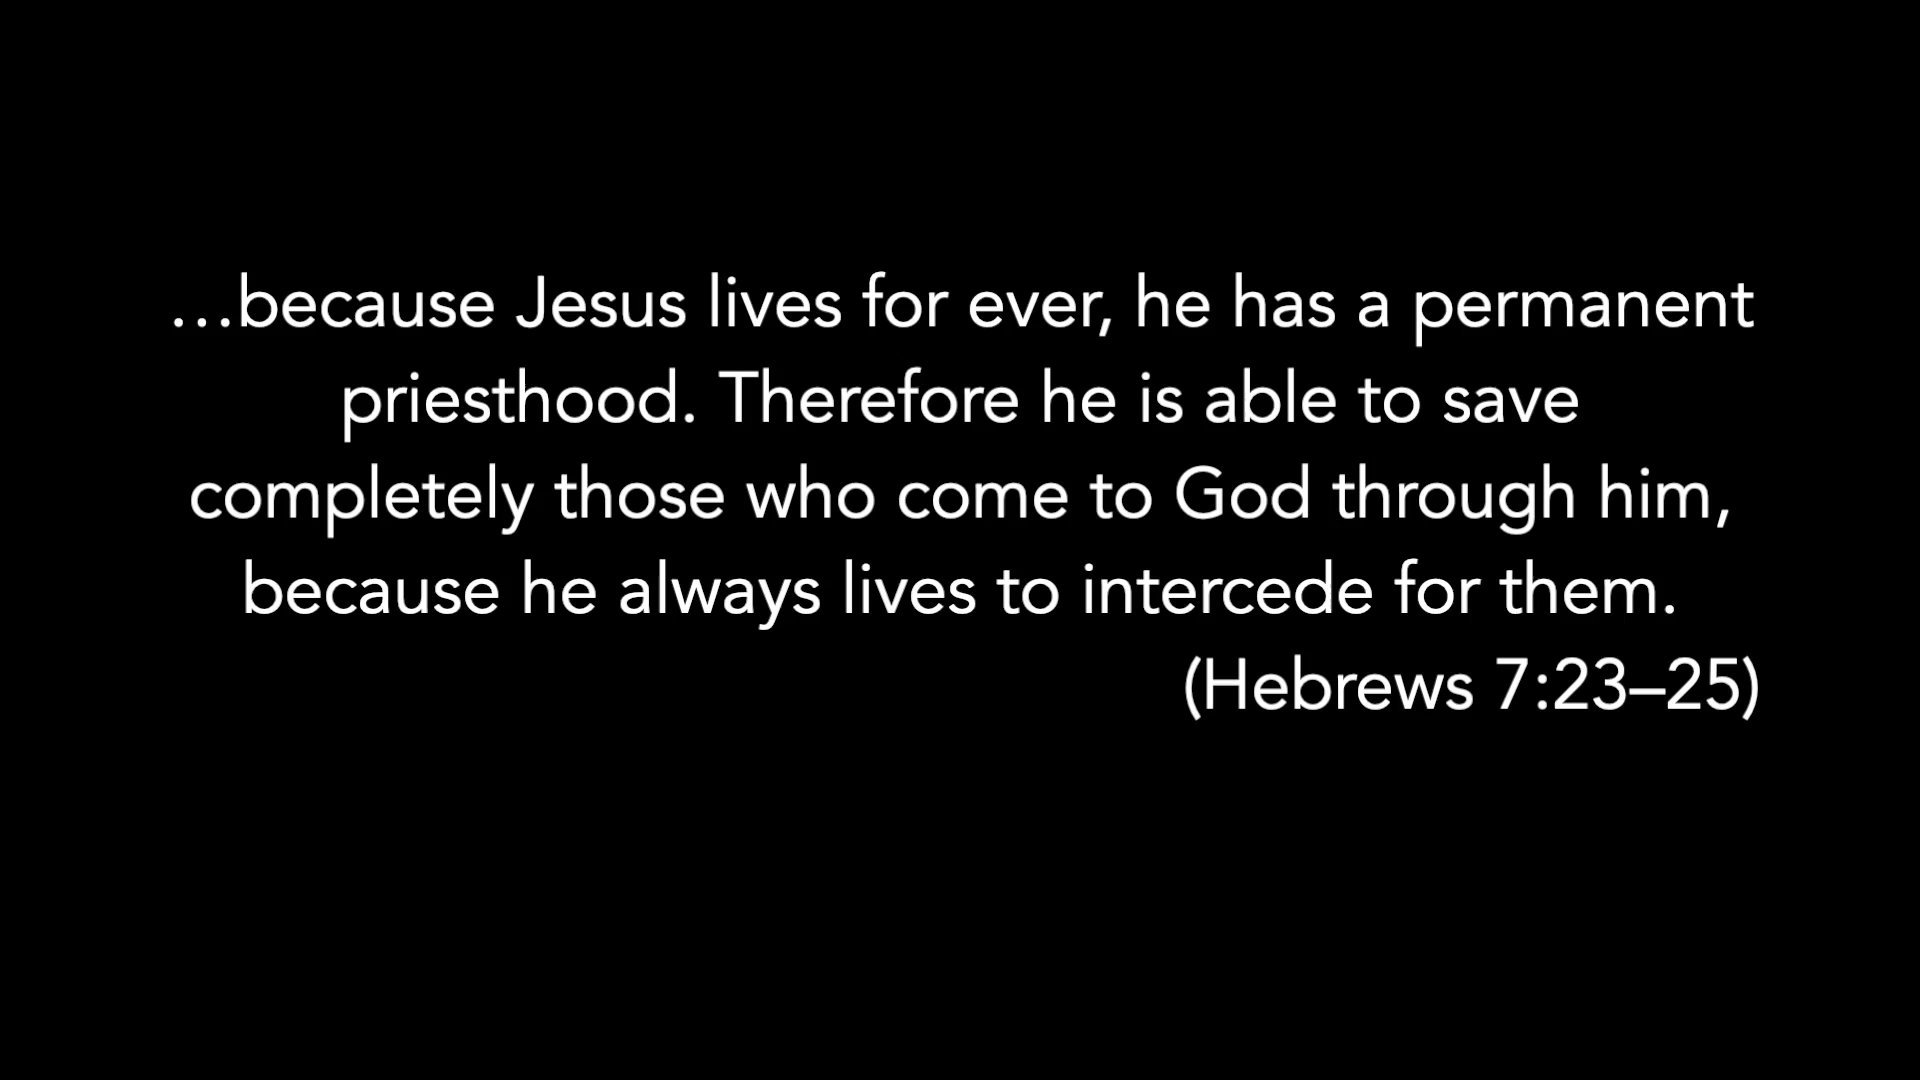 …because Jesus lives for ever, he has a permanent
priesthood. Therefore he is able to save
completely those who come to God through him,
because he always lives to intercede for them.
(Hebrews 7:23–25)